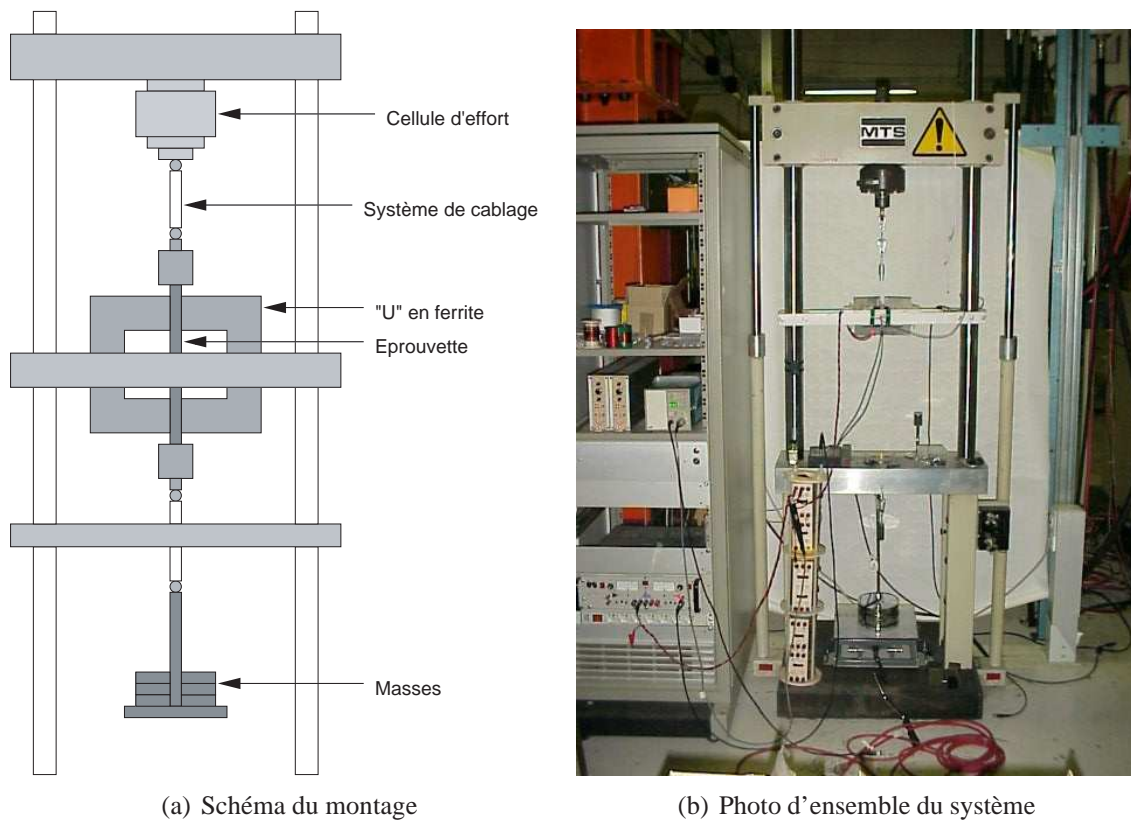 Cellule d'effort
Système de cablage
"U" en ferrite
Eprouvette
Masses
MTS
(a) Schéma du montage
(b) Photo d'ensemble du système